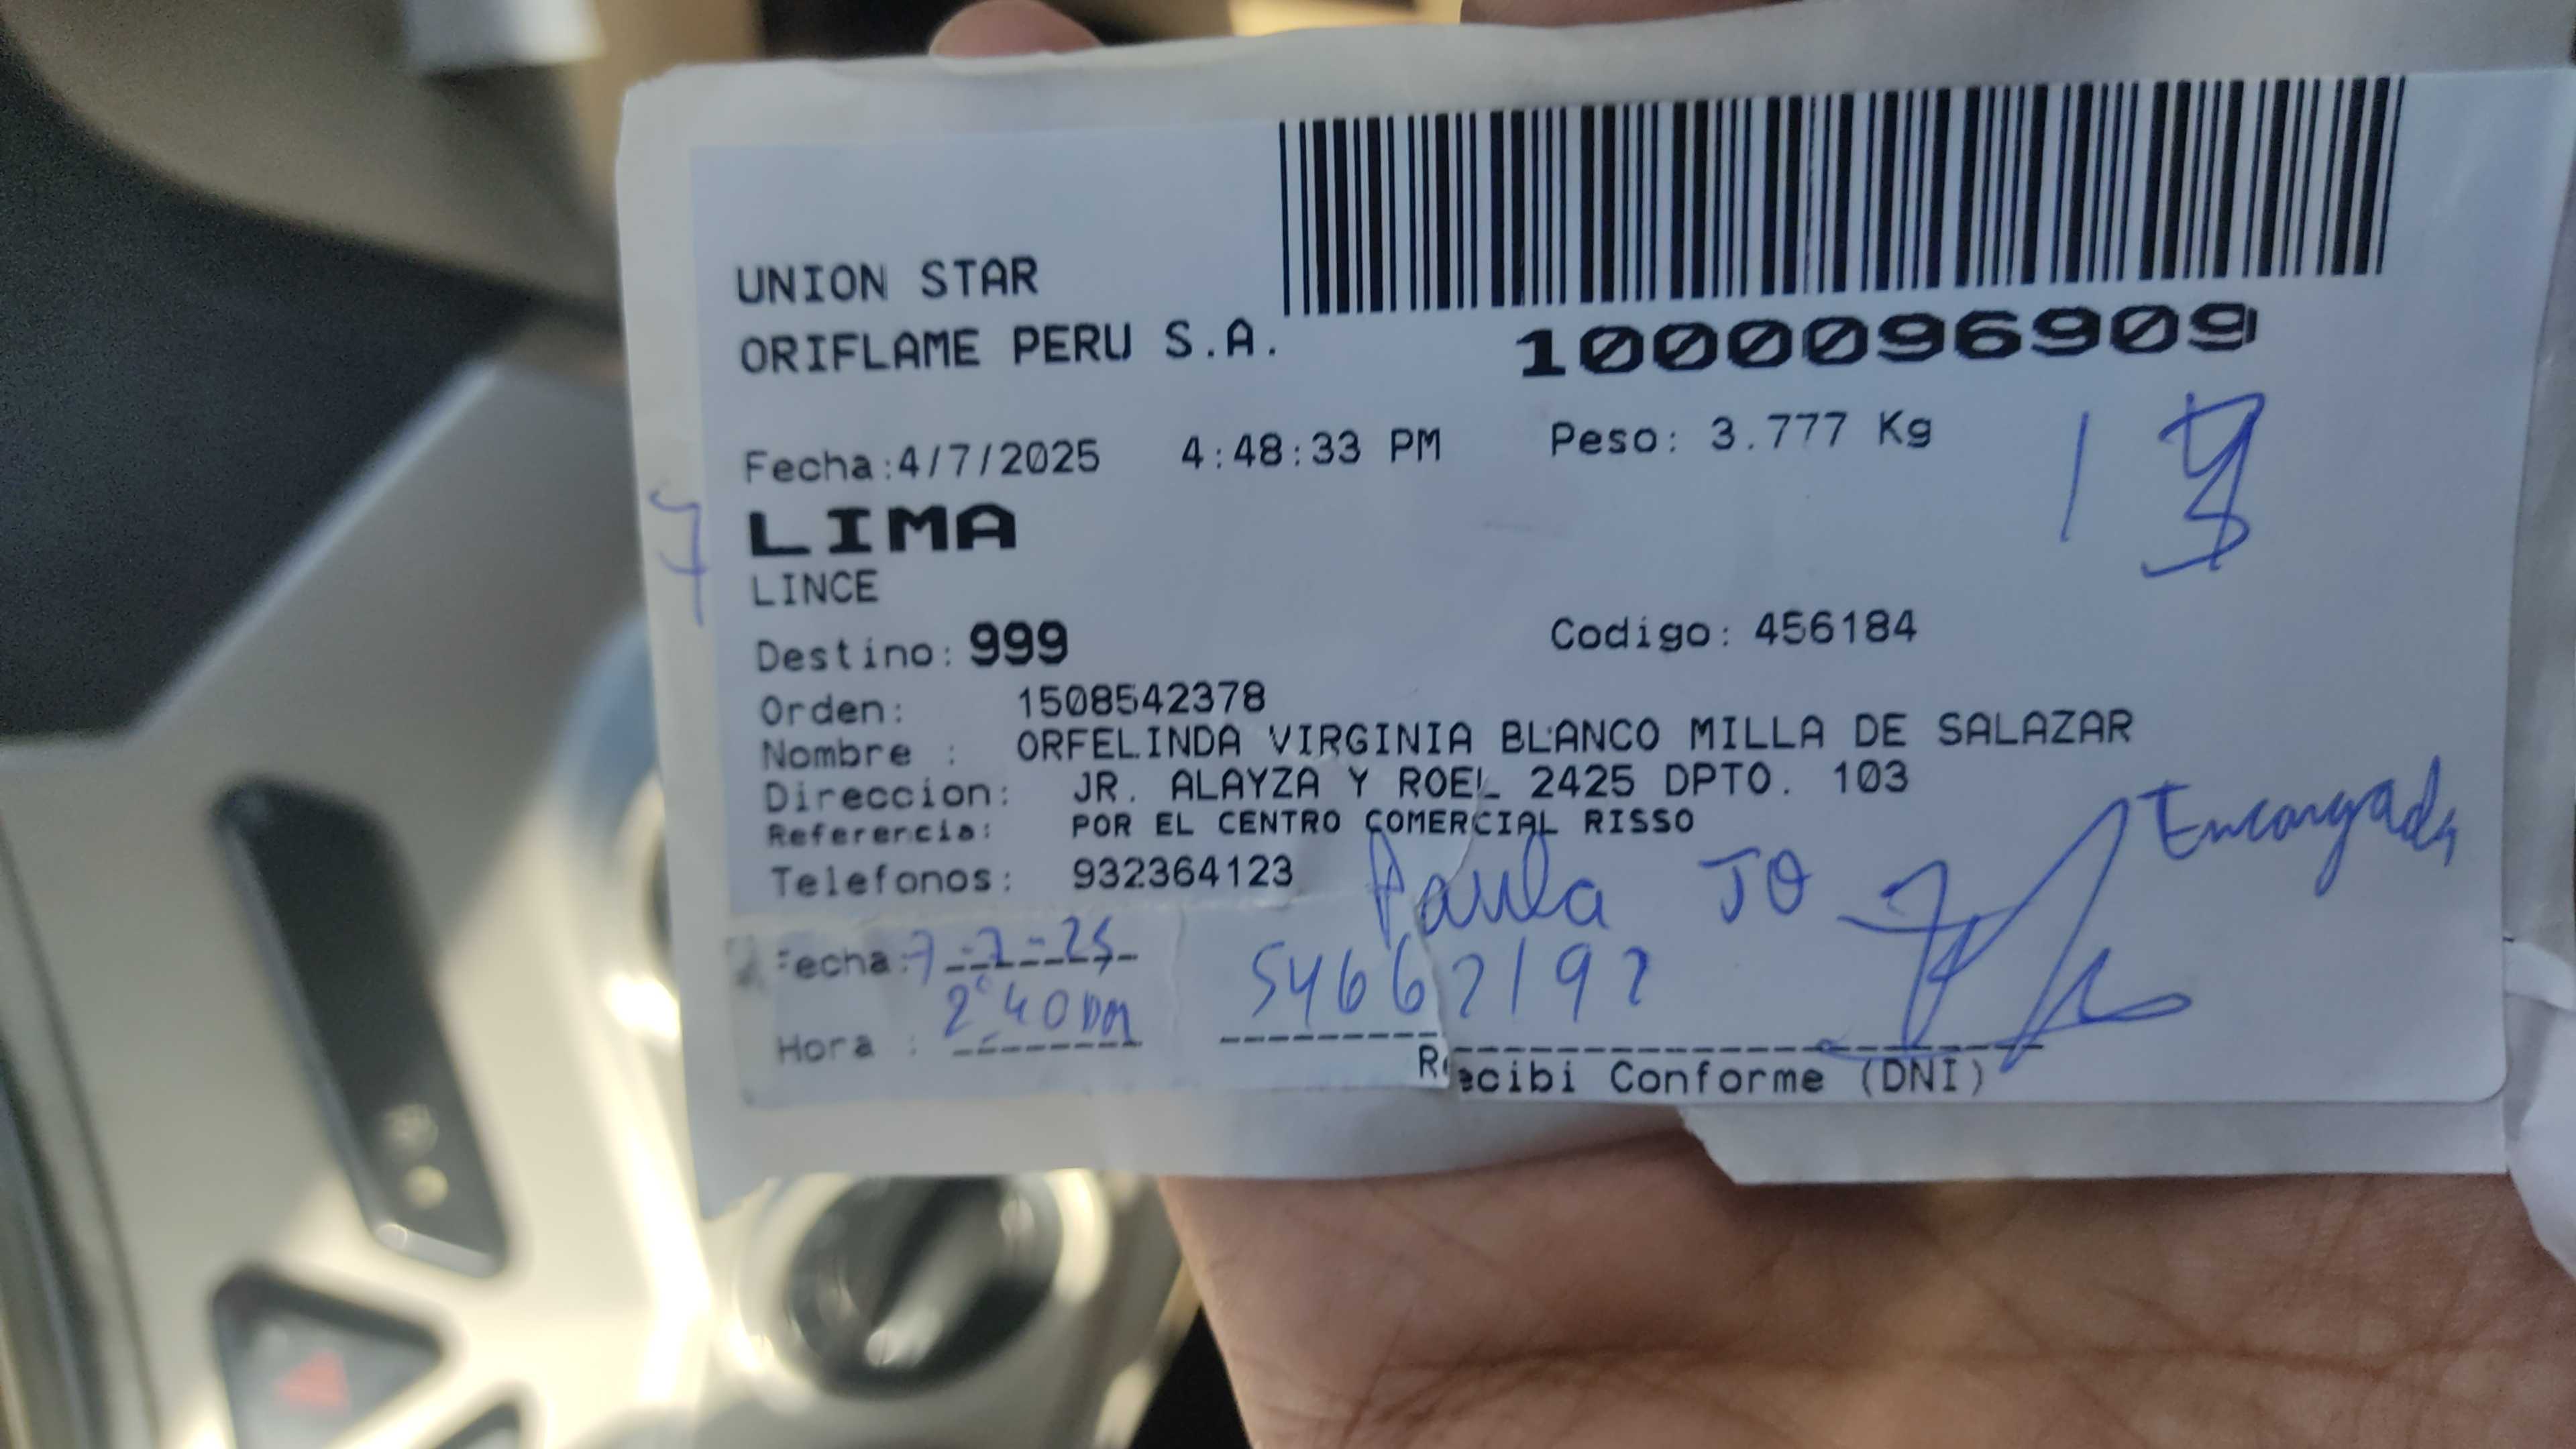 UNION STAR
ORIFLAME PERU S.A.
1000096909
Fecha:4/7/2025 4:48:33 PM Peso: 3.777 Kg
7
LIMA
LINCE
Destino: 999 Codigo: 456184
Orden: 1508542378
Nombre : ORFELINDA VIRGINIA BLANCO MILLA DE SALAZAR
Direccion: JR. ALAYZA Y ROEL 2425 DPTO. 103
Referencia: POR EL CENTRO COMERCIAL RISSO
Telefonos: 932364123
Paula Encargada
Fecha:7-7-25
Hora : 2:40 pm
Recibi Conforme (DNI)